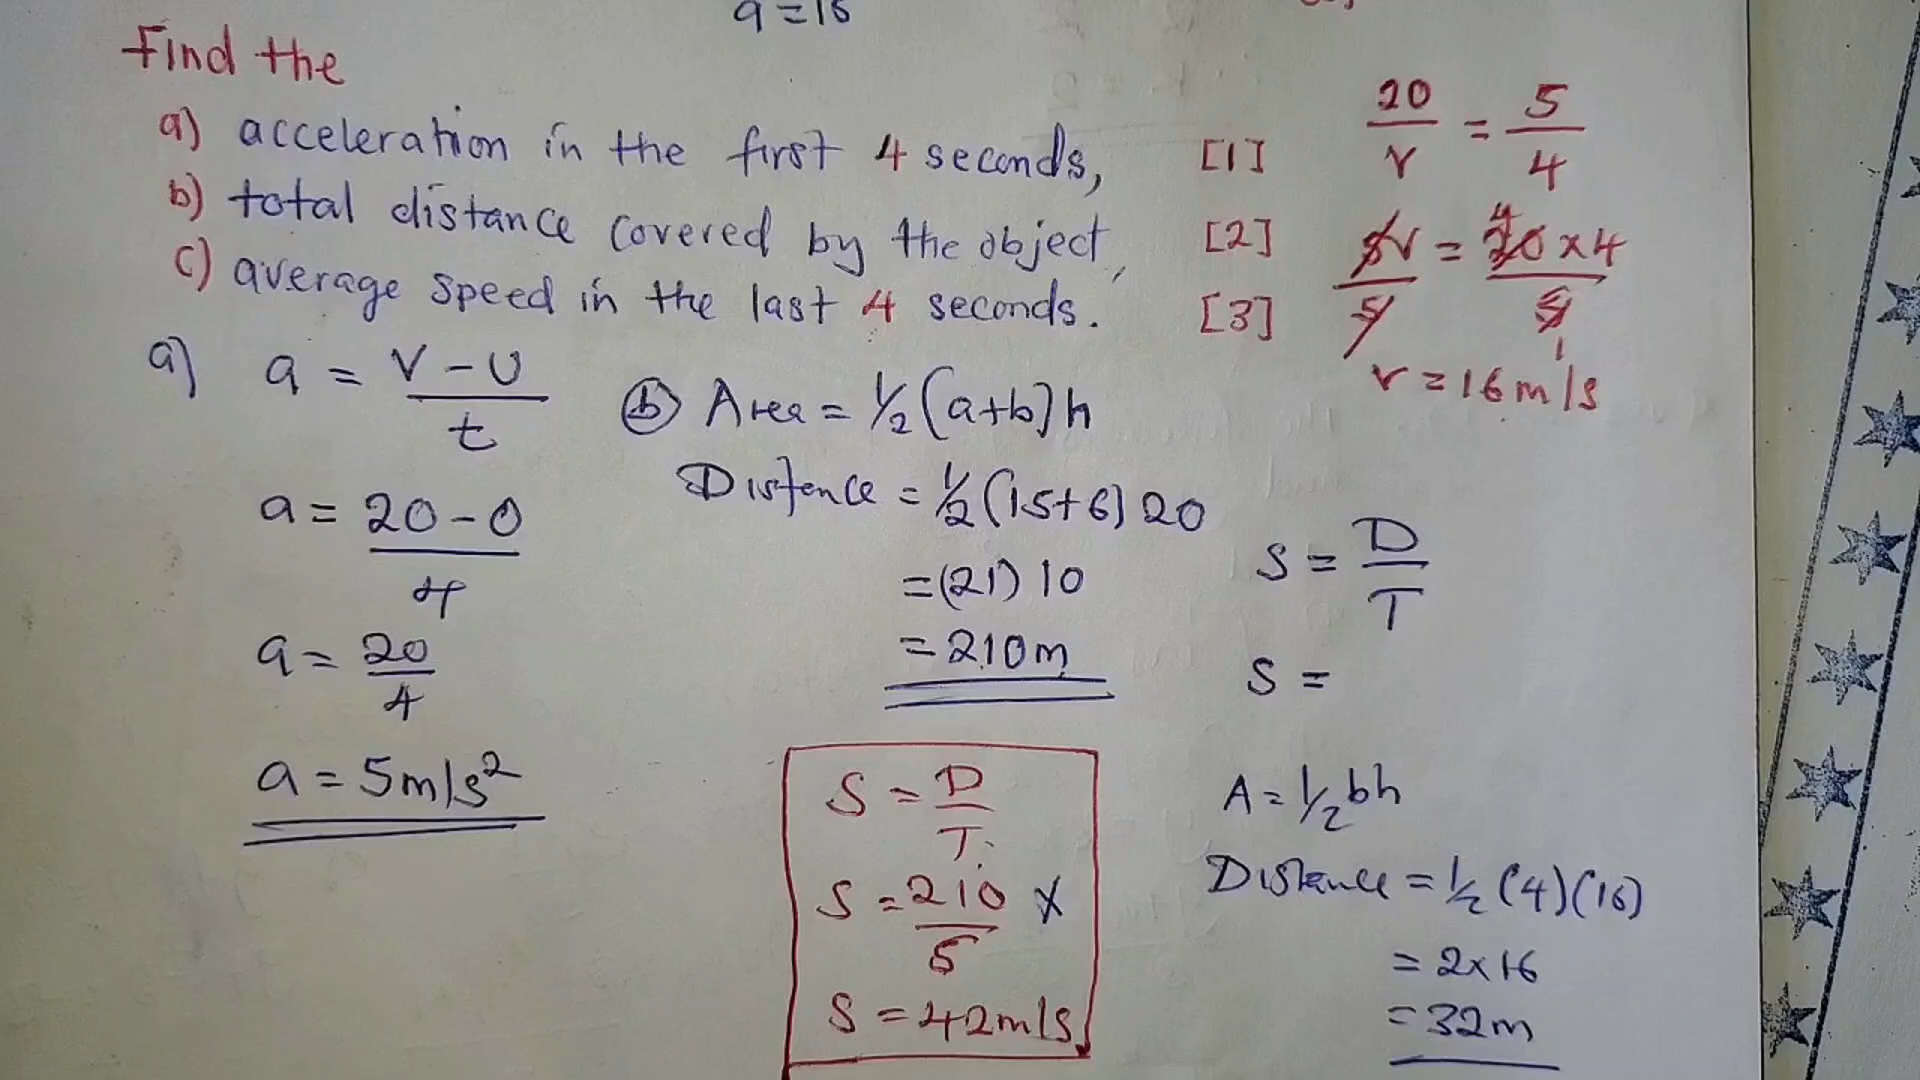 a=15
Find the
a) acceleration in the first 4 seconds, [1]
b) total distance covered by the object, [2]
c) average speed in the last 4 seconds. [3]
20/v = 5/4
5v/5 = 20x4/5
4
1
v = 16m/s
a) a = v-u/t
a = 20-0/4
a = 20/4
a = 5m/s²
(b) Area = 1/2(a+b)h
Distance = 1/2(15+6)20
=(21)10
=210m
S = D/T
S = 210/5 X
S = 42m/s
S = D/T
S =
A = 1/2bh
Distance = 1/2(4)(16)
= 2x16
= 32m